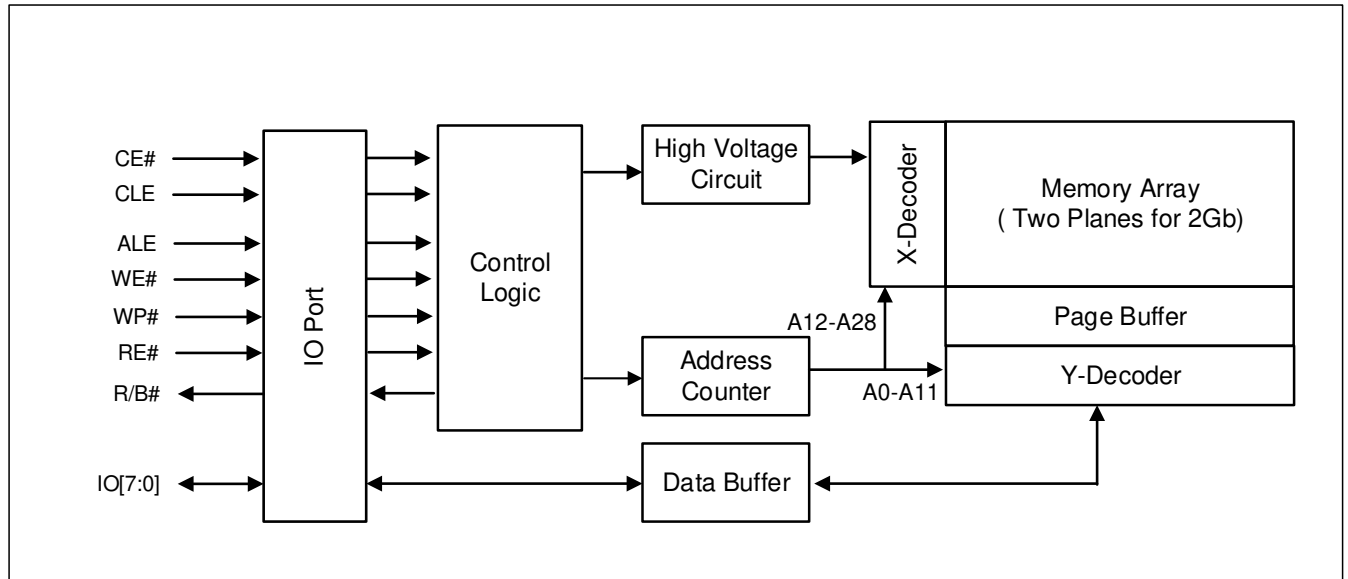 CE#
CLE
ALE
WE#
WP#
RE#
R/B#
IO[7:0]
IO Port
Control
Logic
High Voltage
Circuit
Address
Counter
Data Buffer
X-Decoder
Memory Array
( Two Planes for 2Gb)
Page Buffer
Y-Decoder
A12-A28
A0-A11